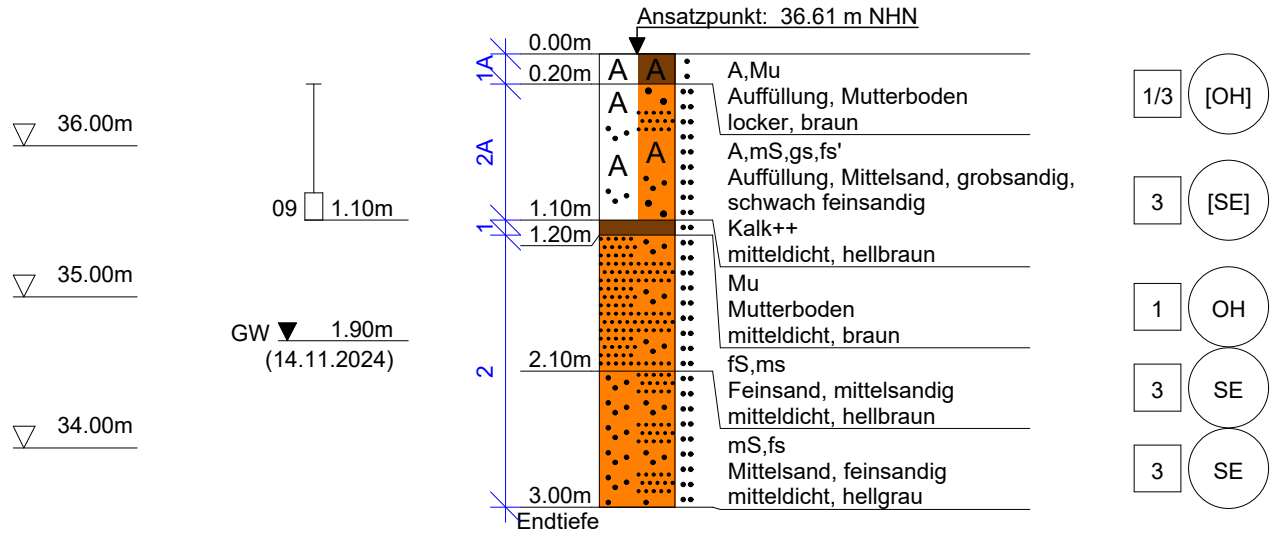 Ansatzpunkt: 36.61 m NHN
0.00m
1A
0.20m
A A
A,Mu
Auffüllung, Mutterboden
locker, braun
1/3 [OH]
36.00m
A
2A
A
A
A,mS,gs,fs'
Auffüllung, Mittelsand, grobsandig,
schwach feinsandig
Kalk++
mitteldicht, hellbraun
3 [SE]
09 1.10m
1.10m
1
1.20m
35.00m
Mu
Mutterboden
mitteldicht, braun
1 OH
GW 1.90m
(14.11.2024)
2
2.10m
fS,ms
Feinsand, mittelsandig
mitteldicht, hellbraun
3 SE
34.00m
mS,fs
Mittelsand, feinsandig
mitteldicht, hellgrau
3 SE
3.00m
Endtiefe